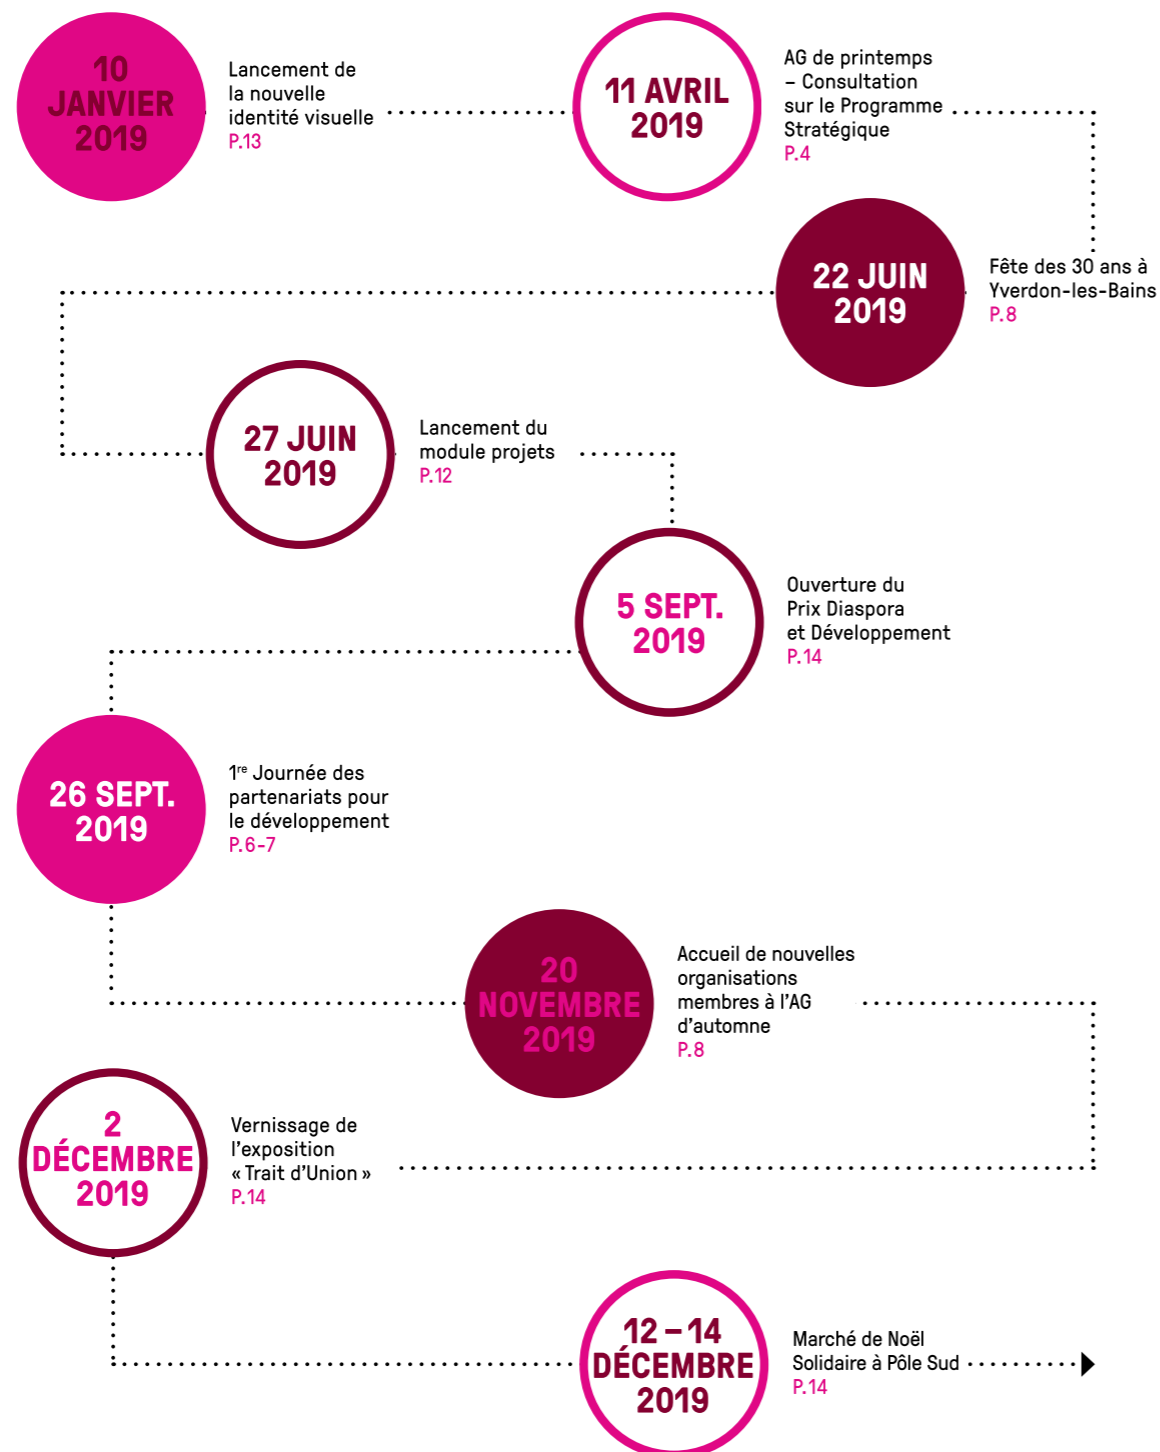 10
JANVIER
2019
Lancement de
la nouvelle
identité visuelle
P.13
11 AVRIL
2019
AG de printemps
– Consultation
sur le Programme
Stratégique
P.4
22 JUIN
2019
Fête des 30 ans à
Yverdon-les-Bains
P.8
27 JUIN
2019
Lancement du
module projets
P.12
5 SEPT.
2019
Ouverture du
Prix Diaspora
et Développement
P.14
26 SEPT.
2019
1re Journée des
partenariats pour
le développement
P.6-7
20
NOVEMBRE
2019
Accueil de nouvelles
organisations
membres à l’AG
d’automne
P.8
2
DÉCEMBRE
2019
Vernissage de
l’exposition
« Trait d’Union »
P.14
12 – 14
DÉCEMBRE
2019
Marché de Noël
Solidaire à Pôle Sud
P.14